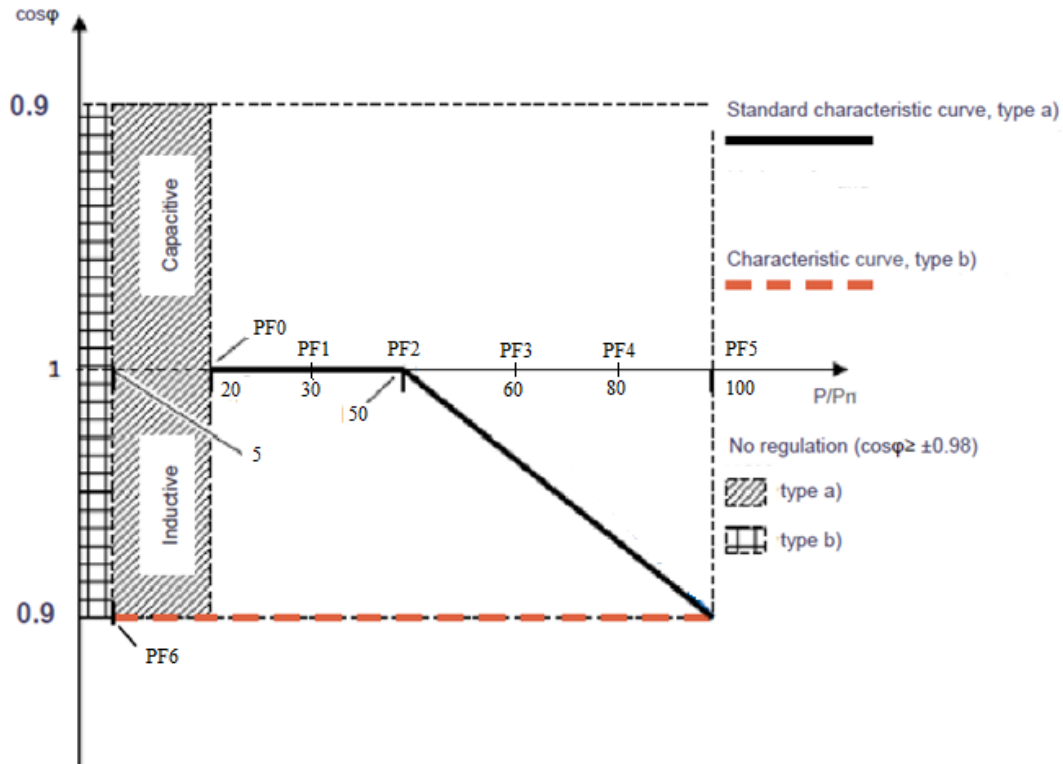 cosφ
0.9
Standard characteristic curve, type a)
Capacitive
Characteristic curve, type b)
PF0
PF1
PF2
PF3
PF4
PF5
1
20
30
60
80
100
P/Pn
50
5
No regulation (cosφ≥ ±0.98)
Inductive
type a)
type b)
0.9
PF6